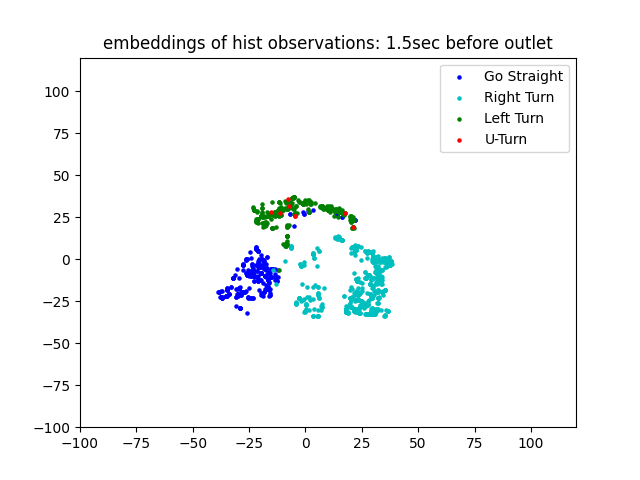 embeddings of hist observations: 1.5sec before outlet
Go Straight
Right Turn
Left Turn
U-Turn
100
75
50
25
0
−25
−50
−75
−100
−100 −75 −50 −25 0 25 50 75 100